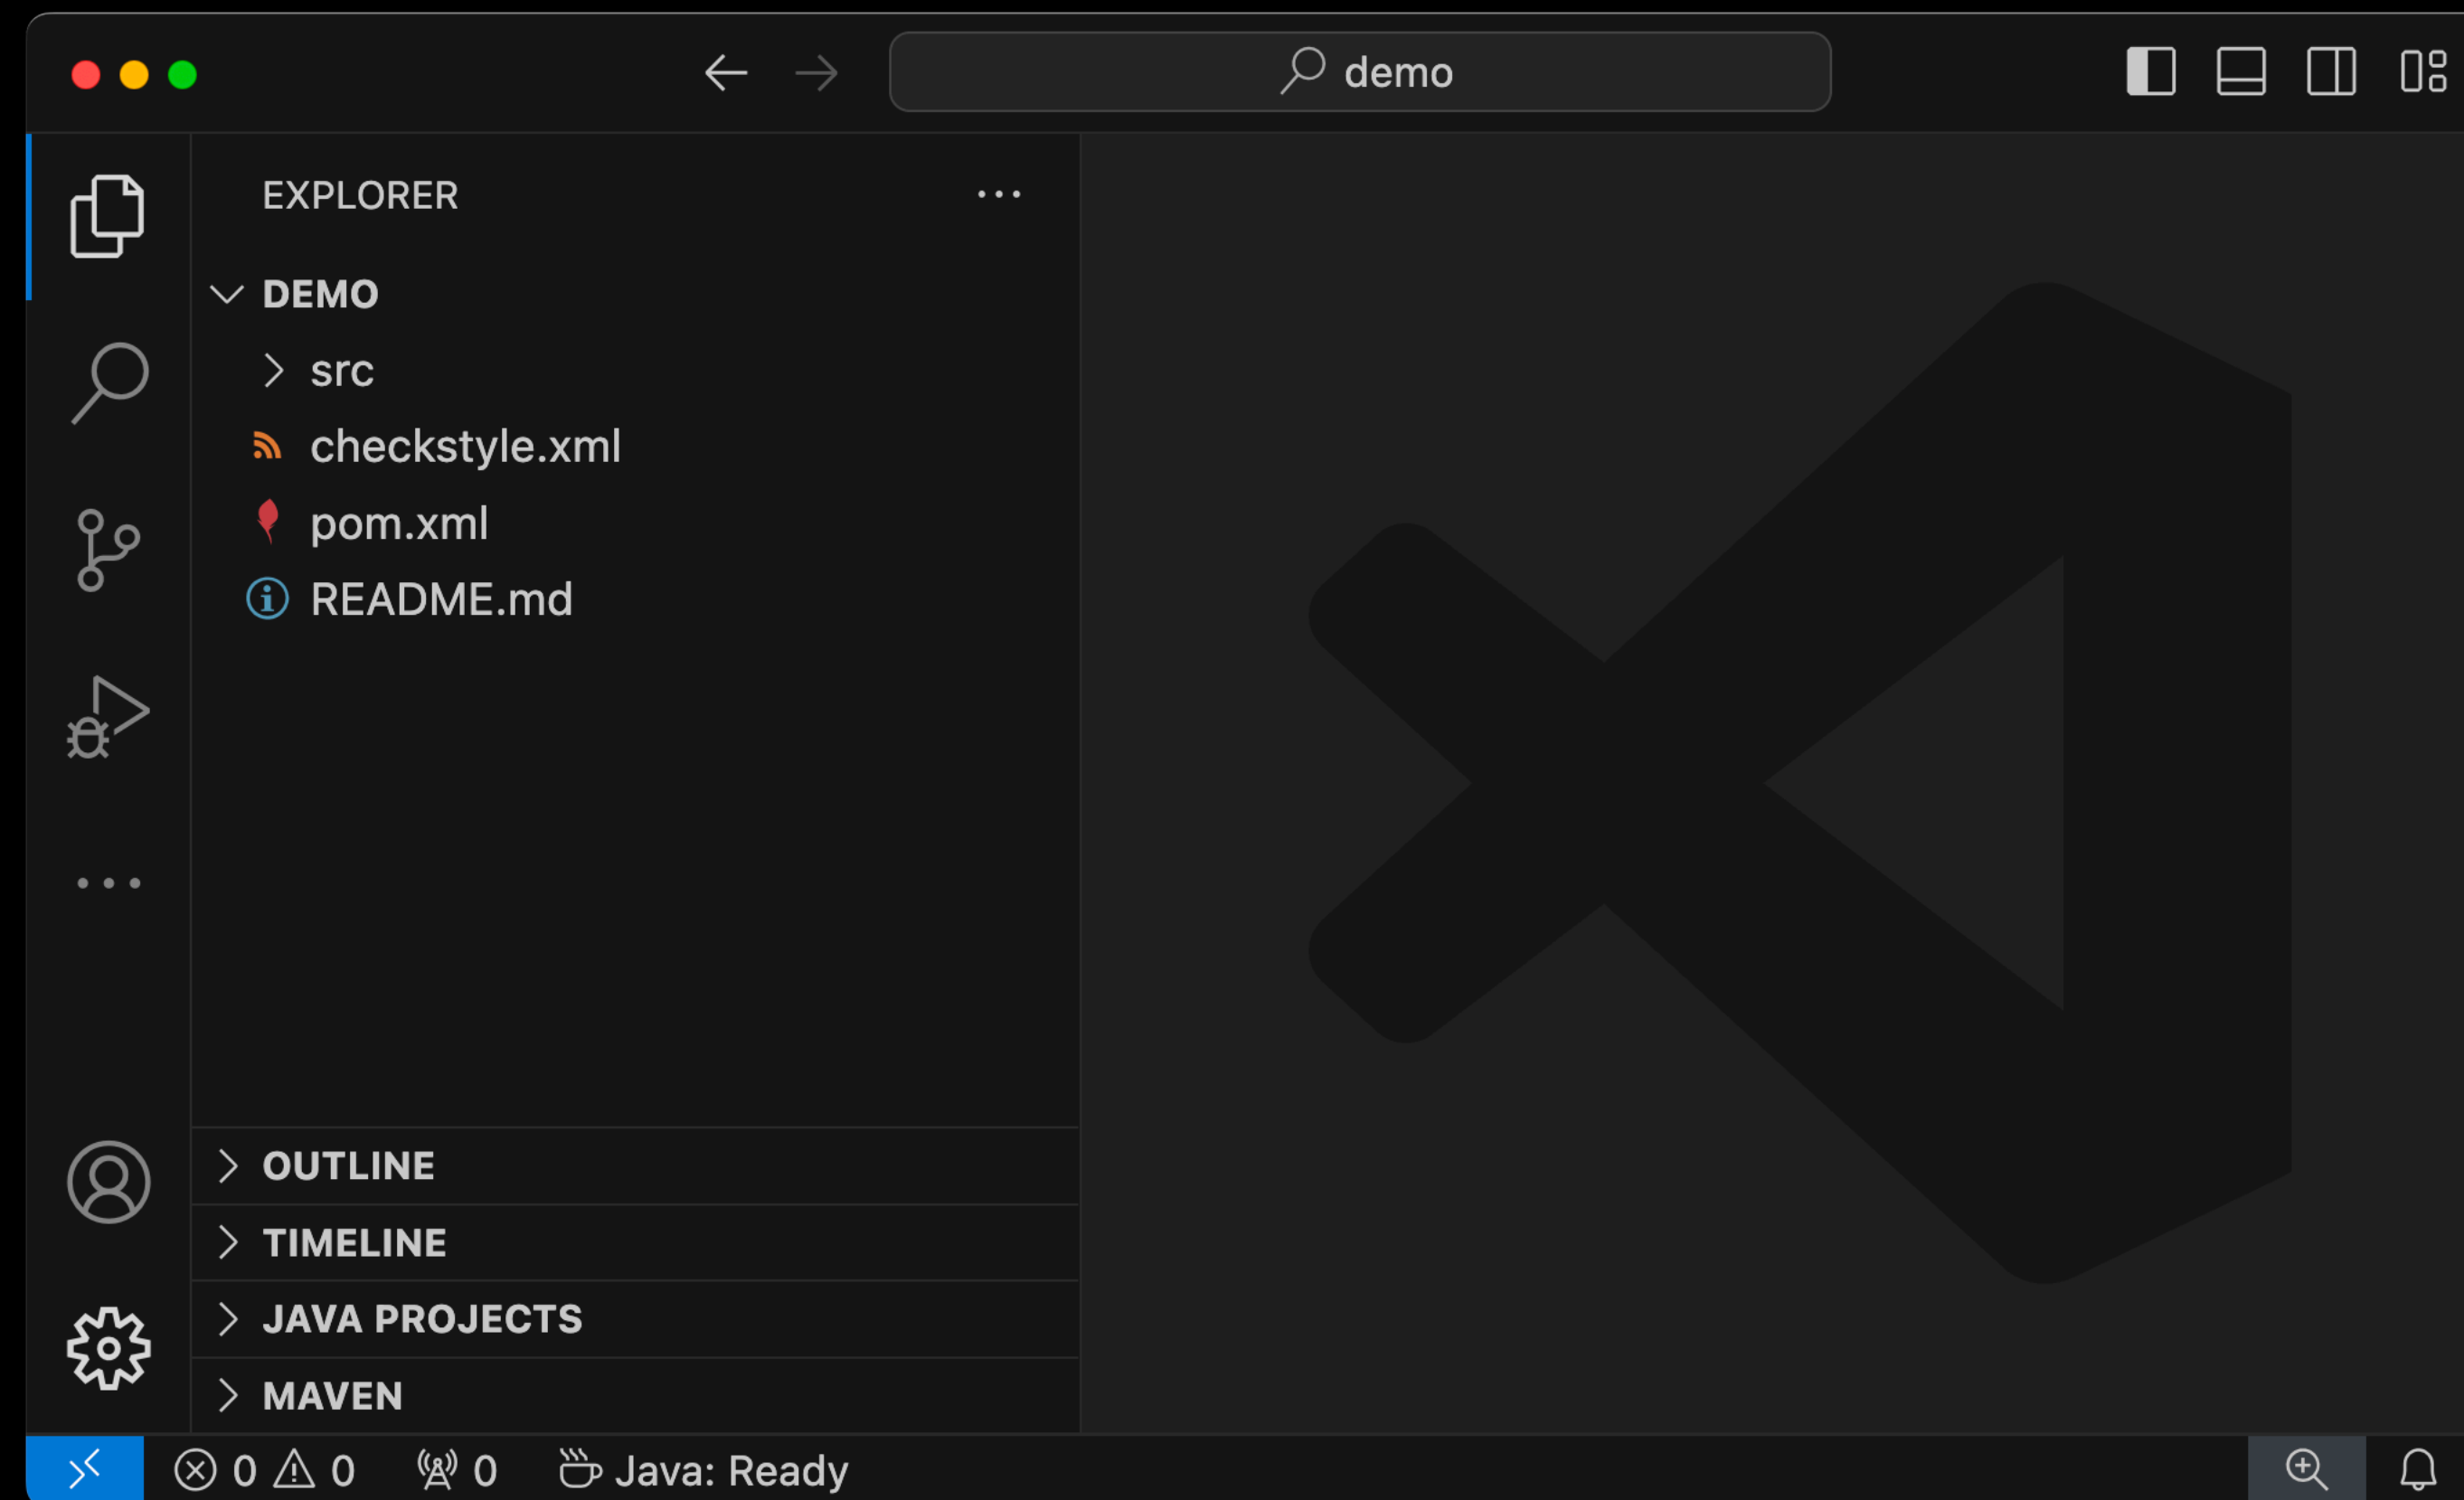 demo
EXPLORER
DEMO
src
checkstyle.xml
pom.xml
README.md
OUTLINE
TIMELINE
JAVA PROJECTS
MAVEN
0 0 0 Java: Ready